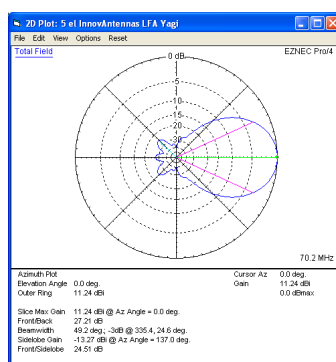 2D Plot: 5 el InnovAntennas LFA Yagi
File Edit View Options Reset
Total Field
EZNEC Pro/4
0 dB
-5
-10
-15
-20
-30
70.2 MHz
Azimuth Plot
Elevation Angle 0.0 deg.
Outer Ring 11.24 dBi
Cursor Az 0.0 deg.
Gain 11.24 dBi
0.0 dBmax
Slice Max Gain 11.24 dBi @ Az Angle = 0.0 deg.
Front/Back 27.21 dB
Beamwidth 49.2 deg.; -3dB @ 335.4, 24.6 deg.
Sidelobe Gain -13.27 dBi @ Az Angle = 137.0 deg.
Front/Sidelobe 24.51 dB